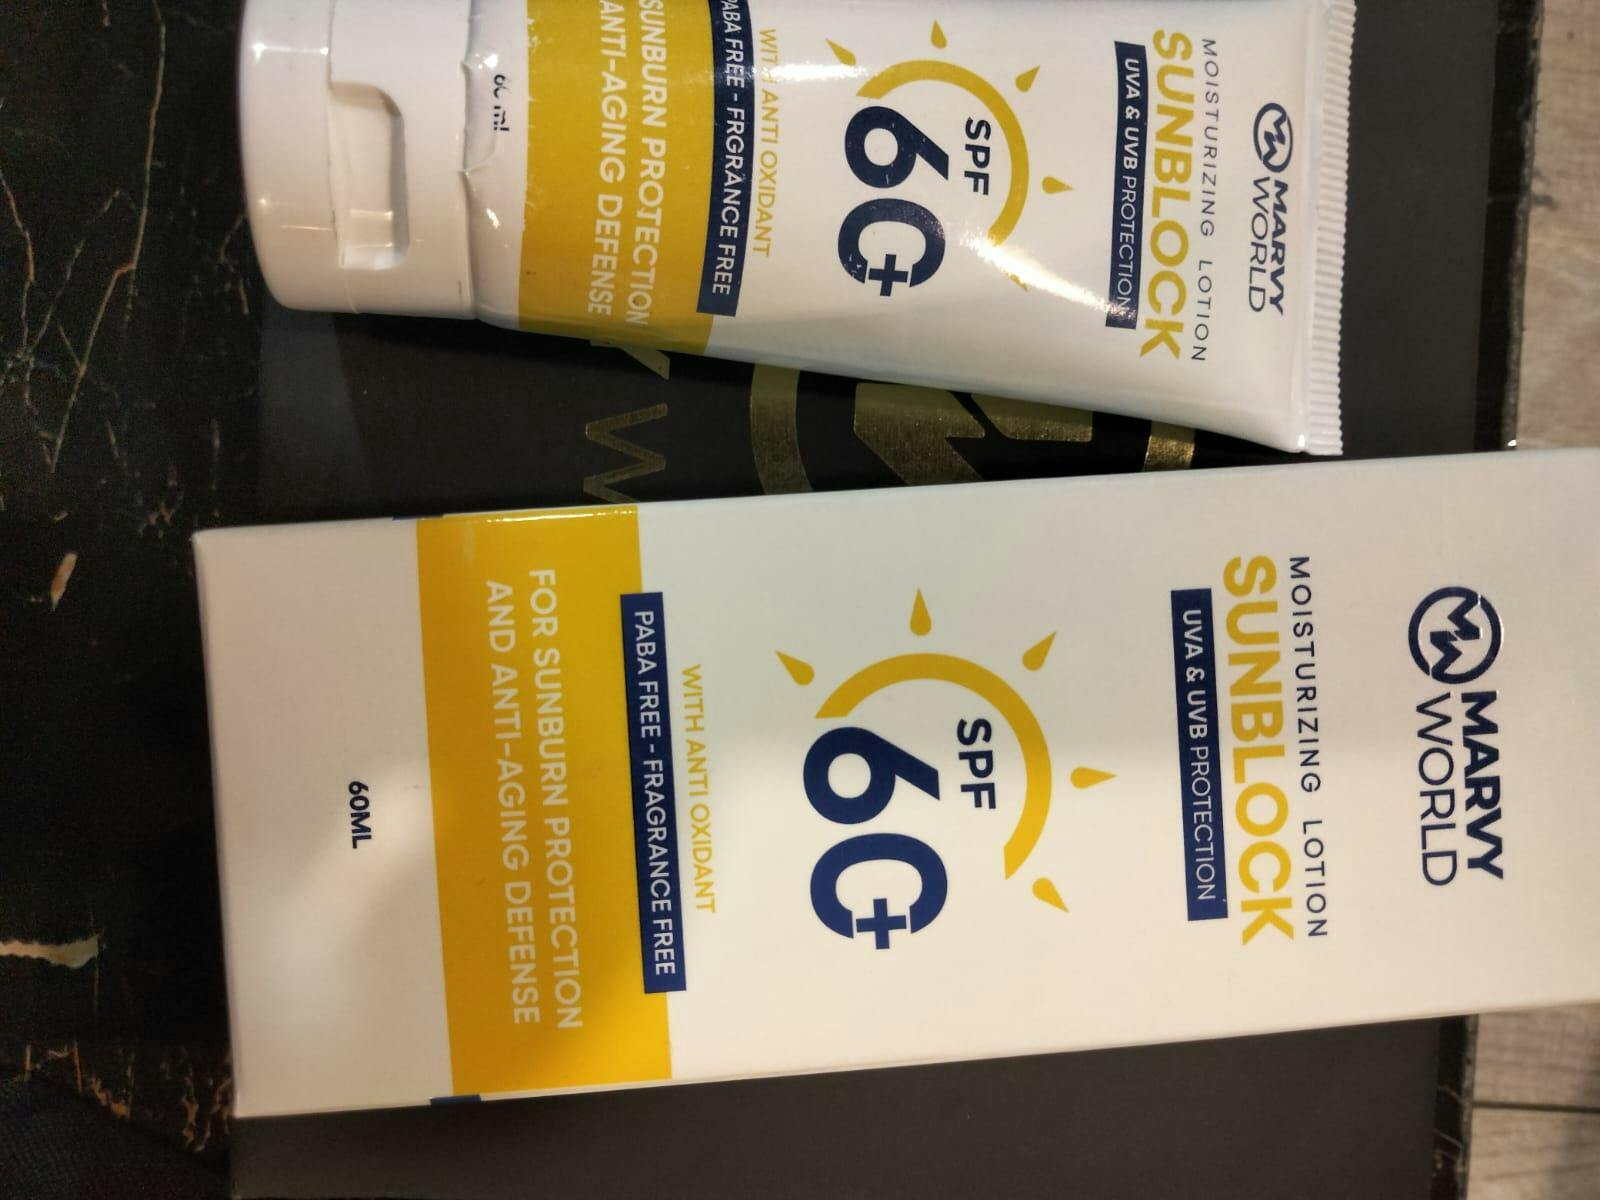 MARVY
WORLD
MOISTURIZING LOTION
SUNBLOCK
UVA & UVB PROTECTION
SPF
60+
WITH ANTI OXIDANT
PABA FREE - FRGRANCE FREE
SUNBURN PROTECTION
ANTI-AGING DEFENSE
60 ml
MARVY
WORLD
MOISTURIZING LOTION
SUNBLOCK
UVA & UVB PROTECTION
SPF
60+
WITH ANTI OXIDANT
PABA FREE - FRAGRANCE FREE
FOR SUNBURN PROTECTION
AND ANTI-AGING DEFENSE
60ML